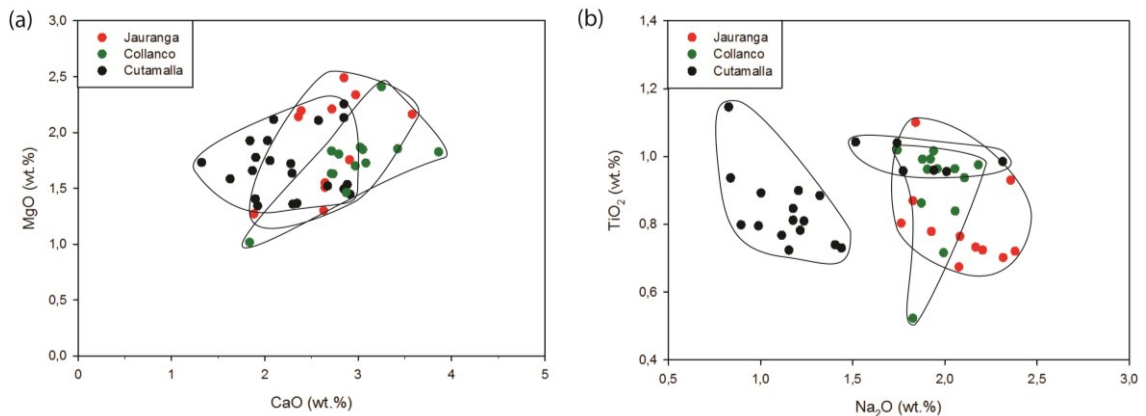 (a)
3,0
2,5
2,0
1,5
1,0
0,5
0,0
MgO (wt.%)
Jauranga
Collanco
Cutamalla
0
1
2
3
4
5
CaO (wt.%)
(b)
1,4
1,2
1,0
0,8
0,6
0,4
TiO₂ (wt.%)
Jauranga
Collanco
Cutamalla
0,5
1,0
1,5
2,0
2,5
3,0
Na₂O (wt.%)